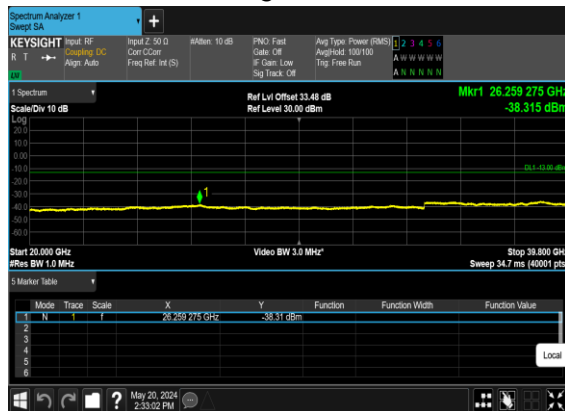 Spectrum Analyzer 1
Swept SA
KEYSIGHT Input: RF Input Z: 50 Ω #Atten: 10 dB PNO: Fast Avg Type: Power (RMS) 1 2 3 4 5 6
R T Coupling: DC Corr CCorr Gate: Off Avg|Hold: 100/100 A W W W W W
Align: Auto Freq Ref: Int (S) IF Gain: Low Trig: Free Run
LW Sig Track: Off A N N N N N
1 Spectrum Ref Lvl Offset 33.48 dB Mkr1 26.259 275 GHz
Scale/Div 10 dB Ref Level 30.00 dBm -38.315 dBm
Log
20.0
10.0
0.00
-10.0 DL1 -13.00 dBm
-20.0
-30.0 1
-40.0
-50.0
-60.0
Start 20.000 GHz Video BW 3.0 MHz* Stop 39.800 GHz
#Res BW 1.0 MHz Sweep 34.7 ms (40001 pts
5 Marker Table
Mode Trace Scale X Y Function Function Width Function Value
1 N 1 f 26.259 275 GHz -38.31 dBm
2
3
4
5
6
Local
? May 20, 2024
2:33:02 PM